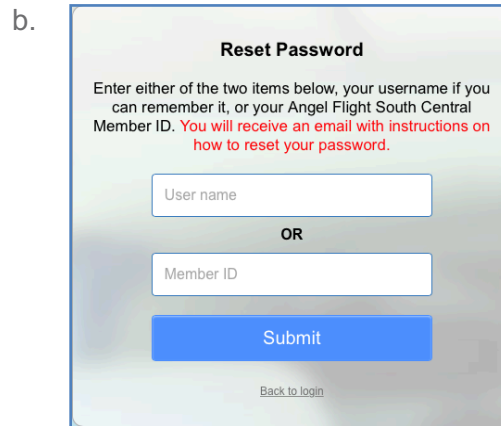 b.
Reset Password
Enter either of the two items below, your username if you
can remember it, or your Angel Flight South Central
Member ID. You will receive an email with instructions on
how to reset your password.
User name
OR
Member ID
Submit
Back to login